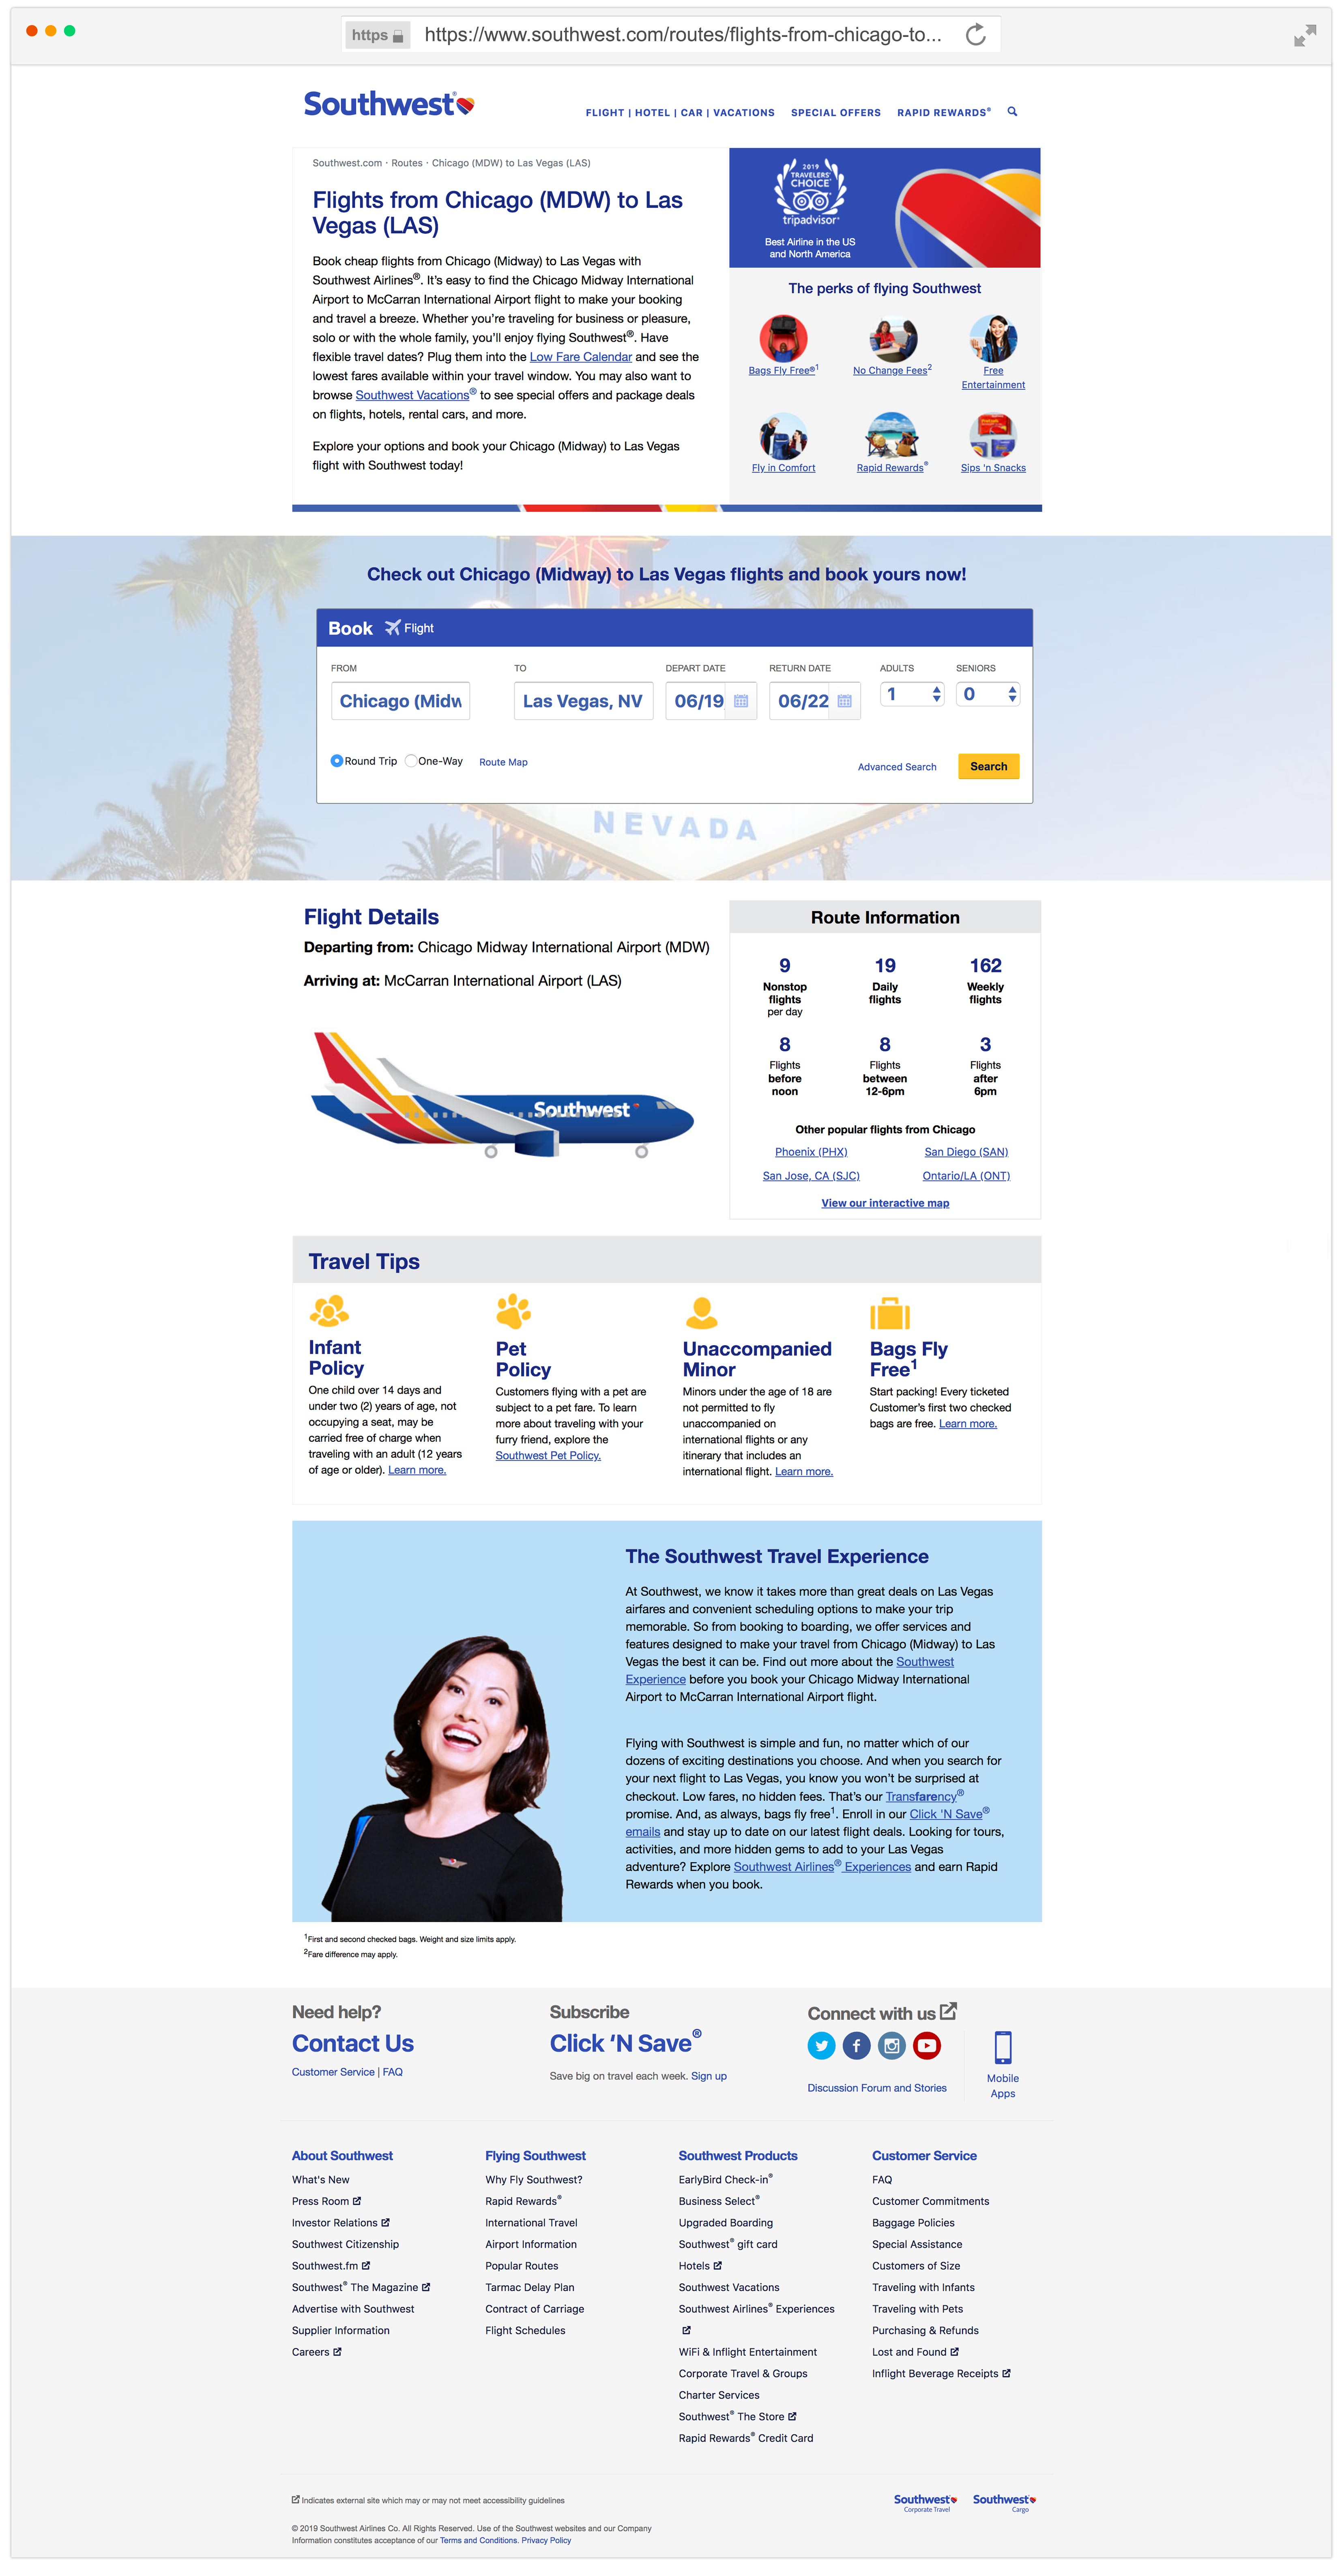 https https://www.southwest.com/routes/flights-from-chicago-to...
Southwest®
FLIGHT | HOTEL | CAR | VACATIONS SPECIAL OFFERS RAPID REWARDS®
Southwest.com · Routes · Chicago (MDW) to Las Vegas (LAS)
Flights from Chicago (MDW) to Las
Vegas (LAS)
Book cheap flights from Chicago (Midway) to Las Vegas with
Southwest Airlines®. It's easy to find the Chicago Midway International
Airport to McCarran International Airport flight to make your booking
and travel a breeze. Whether you're traveling for business or pleasure,
solo or with the whole family, you'll enjoy flying Southwest®. Have
flexible travel dates? Plug them into the Low Fare Calendar and see the
lowest fares available within your travel window. You may also want to
browse Southwest Vacations® to see special offers and package deals
on flights, hotels, rental cars, and more.
Explore your options and book your Chicago (Midway) to Las Vegas
flight with Southwest today!
2019
TRAVELERS'
CHOICE
tripadvisor®
Best Airline in the US
and North America
The perks of flying Southwest
Bags Fly Free®1
No Change Fees2
Free
Entertainment
Fly in Comfort
Rapid Rewards®
Sips 'n Snacks
Check out Chicago (Midway) to Las Vegas flights and book yours now!
Book Flight
FROM TO DEPART DATE RETURN DATE ADULTS SENIORS
Chicago (Midw Las Vegas, NV 06/19 06/22 1 0
Round Trip One-Way Route Map Advanced Search Search
NEVADA
Flight Details
Departing from: Chicago Midway International Airport (MDW)
Arriving at: McCarran International Airport (LAS)
Southwest
Route Information
9 19 162
Nonstop Daily Weekly
flights flights flights
per day
8 8 3
Flights Flights Flights
before between after
noon 12-6pm 6pm
Other popular flights from Chicago
Phoenix (PHX) San Diego (SAN)
San Jose, CA (SJC) Ontario/LA (ONT)
View our interactive map
Travel Tips
Infant
Policy
One child over 14 days and
under two (2) years of age, not
occupying a seat, may be
carried free of charge when
traveling with an adult (12 years
of age or older). Learn more.
Pet
Policy
Customers flying with a pet are
subject to a pet fare. To learn
more about traveling with your
furry friend, explore the
Southwest Pet Policy.
Unaccompanied
Minor
Minors under the age of 18 are
not permitted to fly
unaccompanied on
international flights or any
itinerary that includes an
international flight. Learn more.
Bags Fly
Free1
Start packing! Every ticketed
Customer's first two checked
bags are free. Learn more.
The Southwest Travel Experience
At Southwest, we know it takes more than great deals on Las Vegas
airfares and convenient scheduling options to make your trip
memorable. So from booking to boarding, we offer services and
features designed to make your travel from Chicago (Midway) to Las
Vegas the best it can be. Find out more about the Southwest
Experience before you book your Chicago Midway International
Airport to McCarran International Airport flight.
Flying with Southwest is simple and fun, no matter which of our
dozens of exciting destinations you choose. And when you search for
your next flight to Las Vegas, you know you won't be surprised at
checkout. Low fares, no hidden fees. That's our Transfarency®
promise. And, as always, bags fly free1. Enroll in our Click 'N Save®
emails and stay up to date on our latest flight deals. Looking for tours,
activities, and more hidden gems to add to your Las Vegas
adventure? Explore Southwest Airlines® Experiences and earn Rapid
Rewards when you book.
1First and second checked bags. Weight and size limits apply.
2Fare difference may apply.
Need help?
Contact Us
Customer Service | FAQ
Subscribe
Click 'N Save®
Save big on travel each week. Sign up
Connect with us
Discussion Forum and Stories
Mobile
Apps
About Southwest
What's New
Press Room
Investor Relations
Southwest Citizenship
Southwest.fm
Southwest® The Magazine
Advertise with Southwest
Supplier Information
Careers
Flying Southwest
Why Fly Southwest?
Rapid Rewards®
International Travel
Airport Information
Popular Routes
Tarmac Delay Plan
Contract of Carriage
Flight Schedules
Southwest Products
EarlyBird Check-in®
Business Select®
Upgraded Boarding
Southwest® gift card
Hotels
Southwest Vacations
Southwest Airlines® Experiences
WiFi & Inflight Entertainment
Corporate Travel & Groups
Charter Services
Southwest® The Store
Rapid Rewards® Credit Card
Customer Service
FAQ
Customer Commitments
Baggage Policies
Special Assistance
Customers of Size
Traveling with Infants
Traveling with Pets
Purchasing & Refunds
Lost and Found
Inflight Beverage Receipts
Indicates external site which may or may not meet accessibility guidelines
Southwest
Corporate Travel
Southwest
Cargo
© 2019 Southwest Airlines Co. All Rights Reserved. Use of the Southwest websites and our Company
Information constitutes acceptance of our Terms and Conditions. Privacy Policy